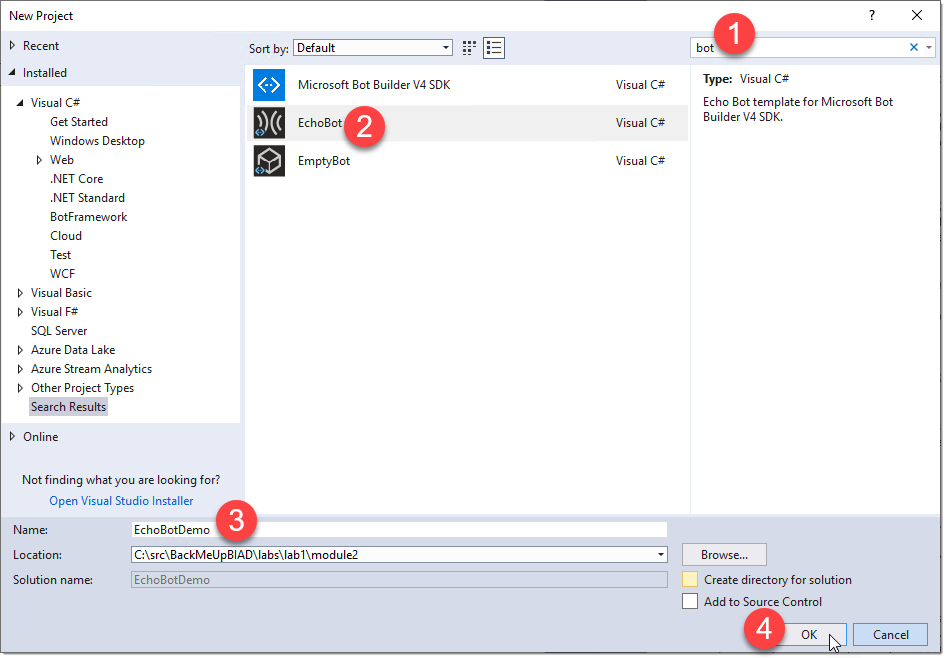 New Project
?
Recent
Sort by: Default
1
bot
Installed
Visual C#
Get Started
Windows Desktop
Web
.NET Core
.NET Standard
BotFramework
Cloud
Test
WCF
Visual Basic
Visual F#
SQL Server
Azure Data Lake
Azure Stream Analytics
Other Project Types
Search Results
Online
Not finding what you are looking for?
Open Visual Studio Installer
Microsoft Bot Builder V4 SDK Visual C#
EchoBot 2 Visual C#
EmptyBot Visual C#
Type: Visual C#
Echo Bot template for Microsoft Bot
Builder V4 SDK.
Name: EchoBotDemo 3
Location: C:\src\BackMeUpBIAD\labs\lab1\module2 Browse...
Solution name: EchoBotDemo Create directory for solution
Add to Source Control
4 OK Cancel